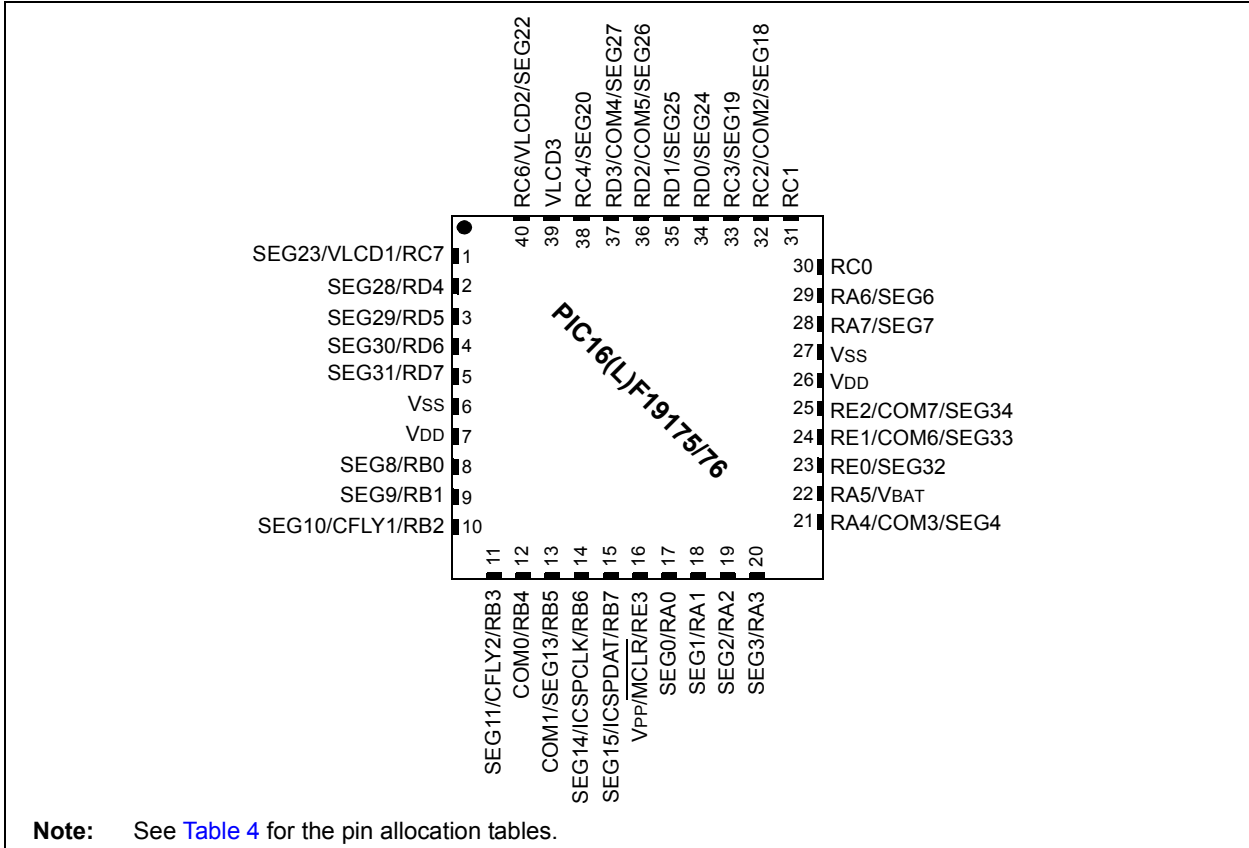 RC6/VLCD2/SEG22
VLCD3
RC4/SEG20
RD3/COM4/SEG27
RD2/COM5/SEG26
RD1/SEG25
RD0/SEG24
RC3/SEG19
RC2/COM2/SEG18
RC1
40
39
38
37
36
35
34
33
32
31
SEG23/VLCD1/RC7 1
SEG28/RD4 2
SEG29/RD5 3
SEG30/RD6 4
SEG31/RD7 5
VSS 6
VDD 7
SEG8/RB0 8
SEG9/RB1 9
SEG10/CFLY1/RB2 10
PIC16(L)F19175/76
30 RC0
29 RA6/SEG6
28 RA7/SEG7
27 VSS
26 VDD
25 RE2/COM7/SEG34
24 RE1/COM6/SEG33
23 RE0/SEG32
22 RA5/VBAT
21 RA4/COM3/SEG4
11
12
13
14
15
16
17
18
19
20
SEG11/CFLY2/RB3
COM0/RB4
COM1/SEG13/RB5
SEG14/ICSPCLK/RB6
SEG15/ICSPDAT/RB7
VPP/MCLR/RE3
SEG0/RA0
SEG1/RA1
SEG2/RA2
SEG3/RA3
Note: See Table 4 for the pin allocation tables.